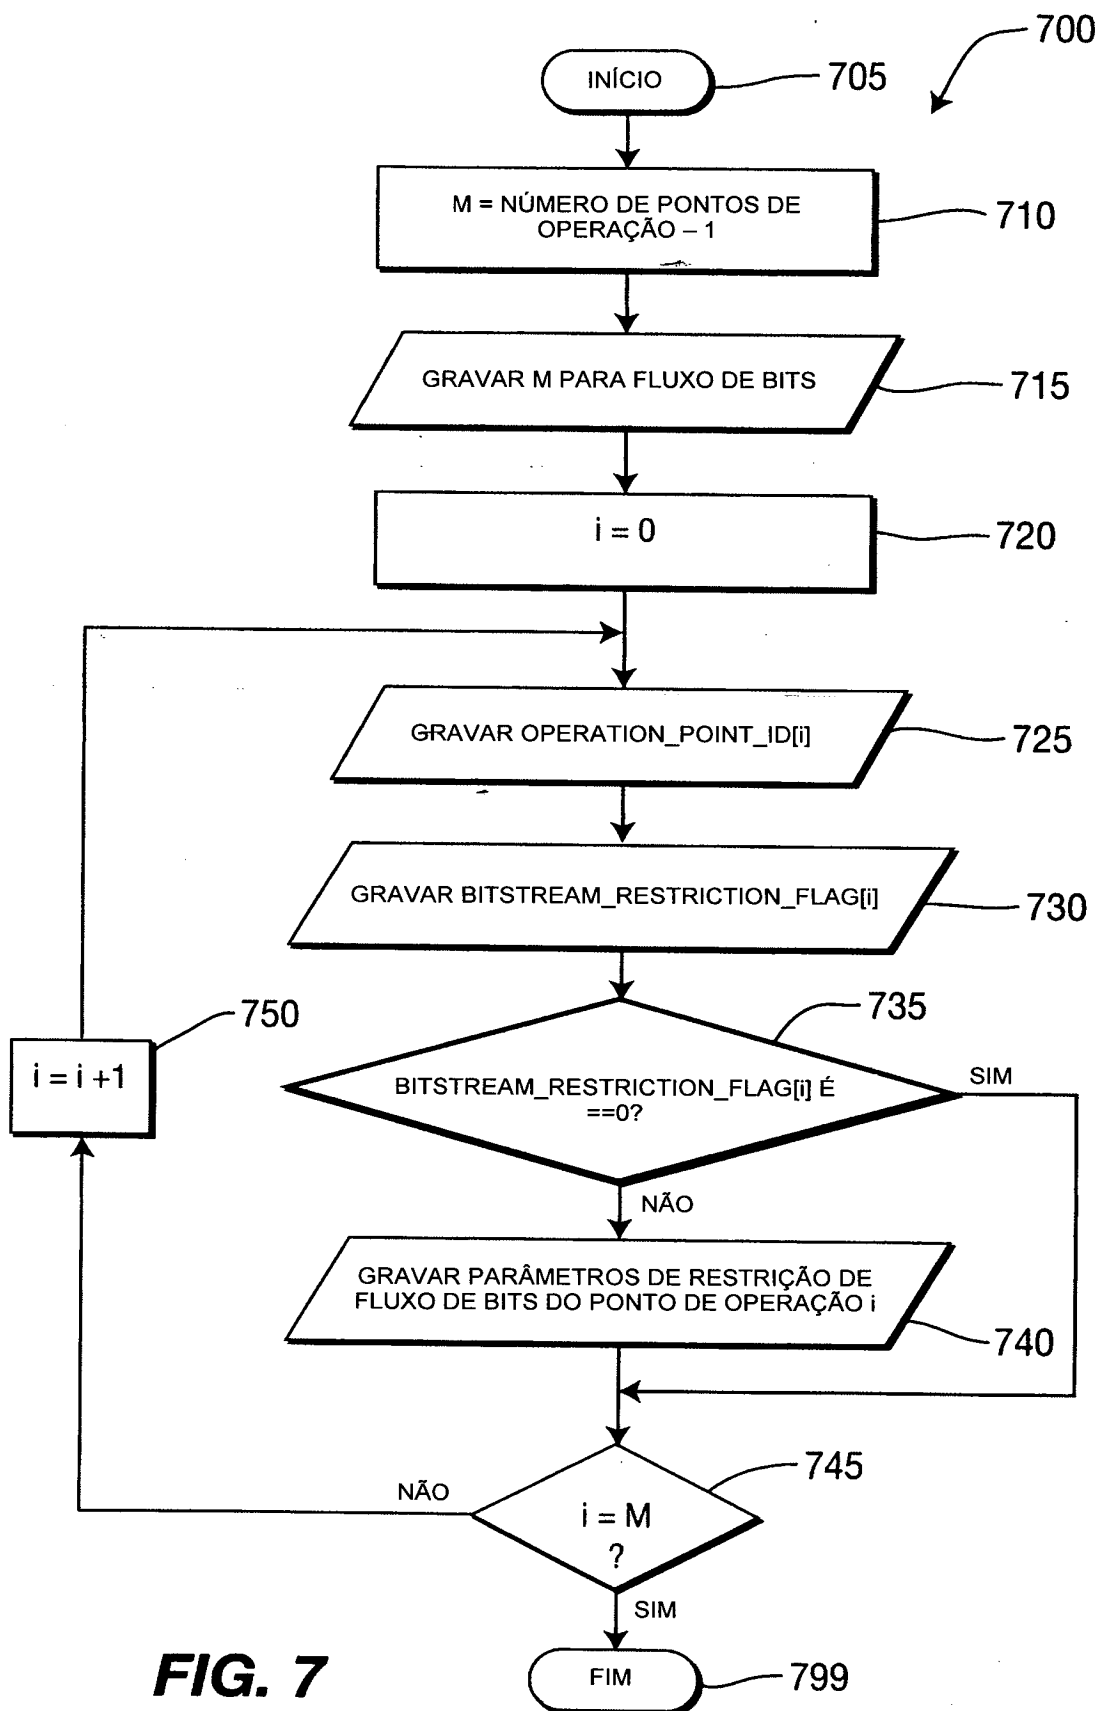 700
INÍCIO
705
M = NÚMERO DE PONTOS DE
OPERAÇÃO – 1
710
GRAVAR M PARA FLUXO DE BITS
715
i = 0
720
GRAVAR OPERATION_POINT_ID[i]
725
GRAVAR BITSTREAM_RESTRICTION_FLAG[i]
730
735
BITSTREAM_RESTRICTION_FLAG[i] É
==0?
SIM
750
i = i +1
NÃO
GRAVAR PARÂMETROS DE RESTRIÇÃO DE
FLUXO DE BITS DO PONTO DE OPERAÇÃO i
740
745
NÃO
i = M
?
SIM
FIM
799
FIG. 7